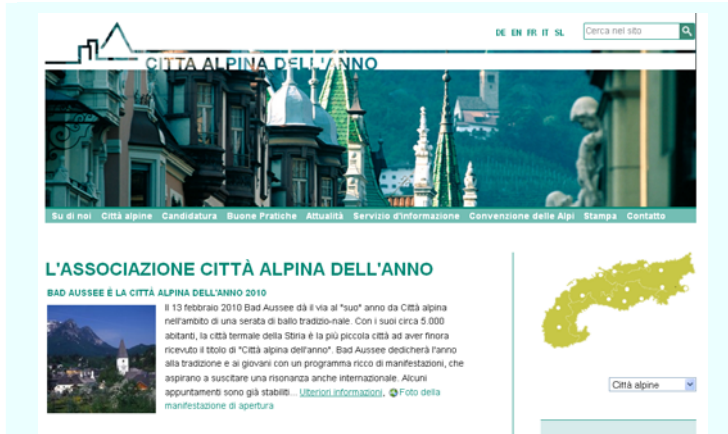 DE EN FR IT SL
Cerca nel sito
CITTÀ ALPINA DELL'ANNO
Su di noi Città alpine Candidatura Buone Pratiche Attualità Servizio d'informazione Convenzione delle Alpi Stampa Contatto
L'ASSOCIAZIONE CITTÀ ALPINA DELL'ANNO
BAD AUSSEE È LA CITTÀ ALPINA DELL'ANNO 2010
Il 13 febbraio 2010 Bad Aussee dà il via al "suo" anno da Città alpina
nell'ambito di una serata di ballo tradizio-nale. Con i suoi circa 5.000
abitanti, la città termale della Stiria è la più piccola città ad aver finora
ricevuto il titolo di "Città alpina dell'anno". Bad Aussee dedicherà l'anno
alla tradizione e ai giovani con un programma ricco di manifestazioni, che
aspirano a suscitare una risonanza anche internazionale. Alcuni
appuntamenti sono già stabiliti... Ulteriori informazioni, Foto della
manifestazione di apertura
Città alpine